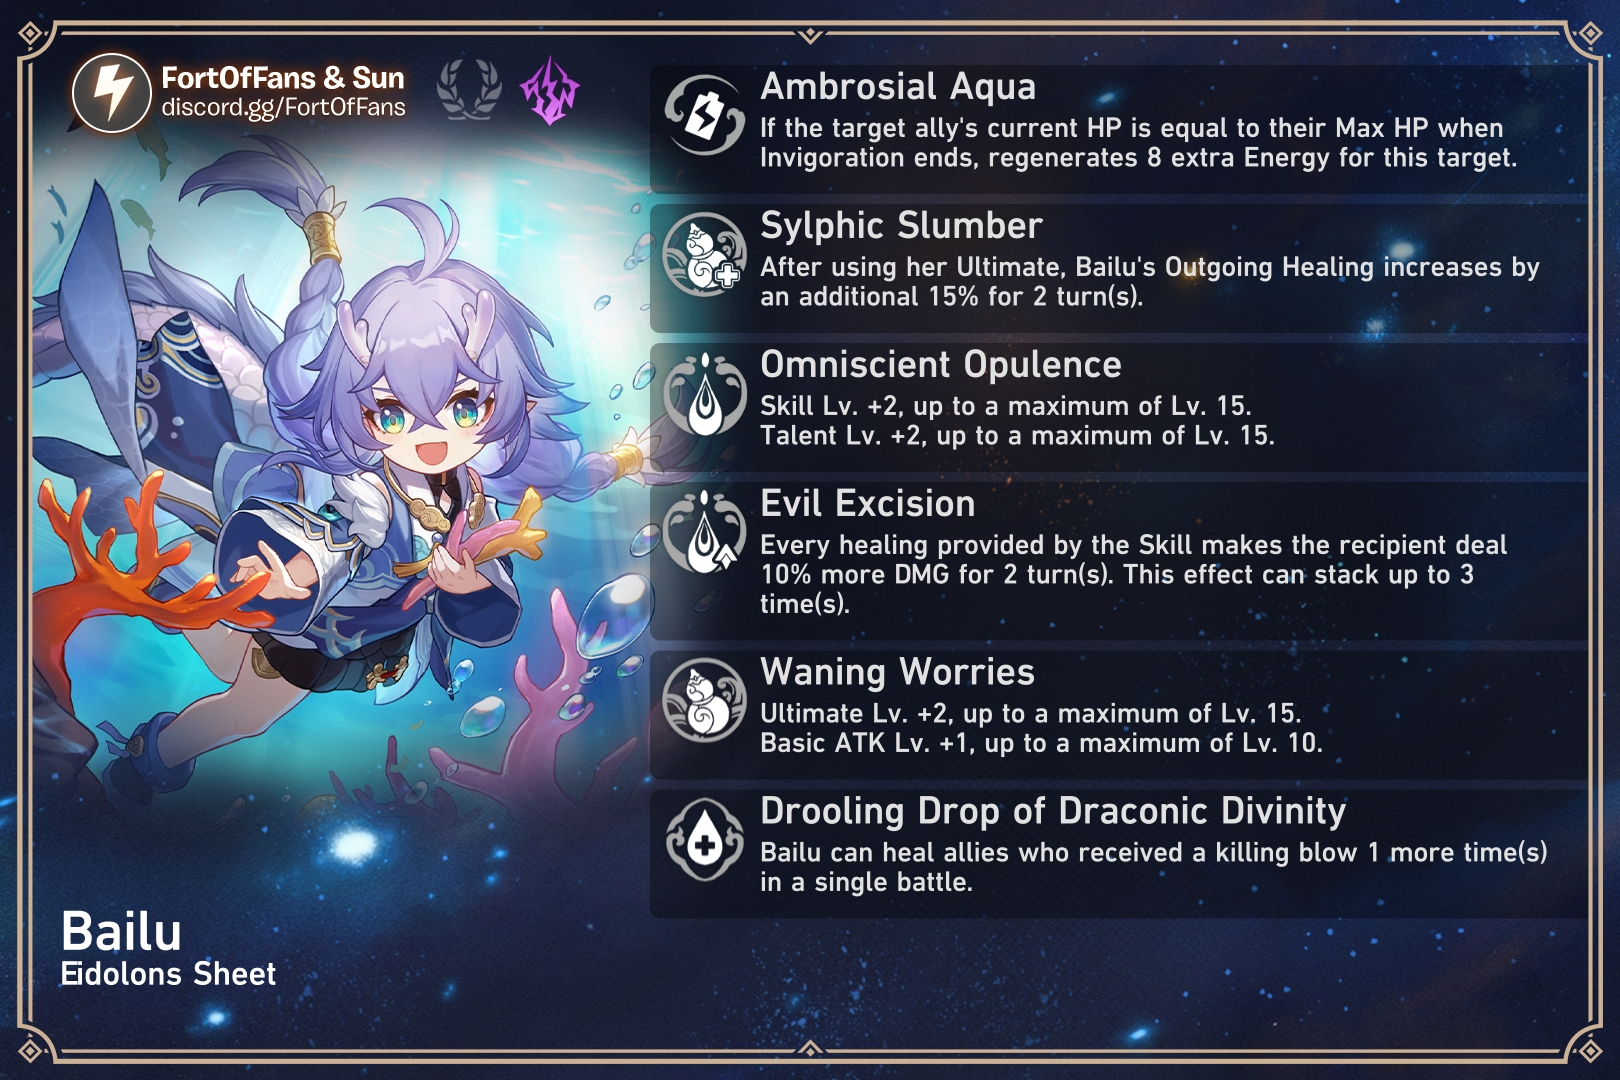 FortOfFans & Sun
discord.gg/FortOfFans
Ambrosial Aqua
If the target ally's current HP is equal to their Max HP when
Invigoration ends, regenerates 8 extra Energy for this target.
Sylphic Slumber
After using her Ultimate, Bailu's Outgoing Healing increases by
an additional 15% for 2 turn(s).
Omniscient Opulence
Skill Lv. +2, up to a maximum of Lv. 15.
Talent Lv. +2, up to a maximum of Lv. 15.
Evil Excision
Every healing provided by the Skill makes the recipient deal
10% more DMG for 2 turn(s). This effect can stack up to 3
time(s).
Waning Worries
Ultimate Lv. +2, up to a maximum of Lv. 15.
Basic ATK Lv. +1, up to a maximum of Lv. 10.
Drooling Drop of Draconic Divinity
Bailu can heal allies who received a killing blow 1 more time(s)
in a single battle.
Bailu
Eidolons Sheet